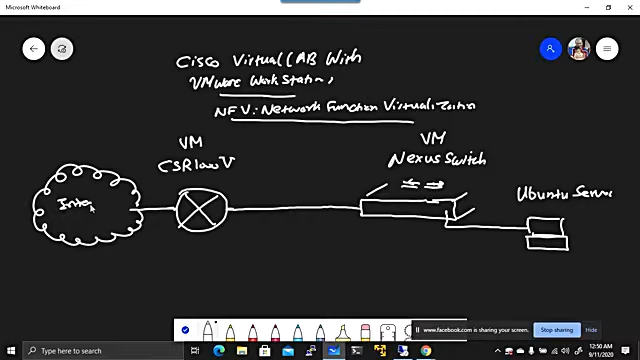 Microsoft Whiteboard
Cisco Virtual LAB With
VMware WorkStation,
NFV: Network Function Virtualization
VM
CSR1000V
VM
Nexus Switch
Ubuntu Server
Inte
www.facebook.com is sharing your screen.
Stop sharing
Hide
Type here to search
12:50 AM
9/11/2020